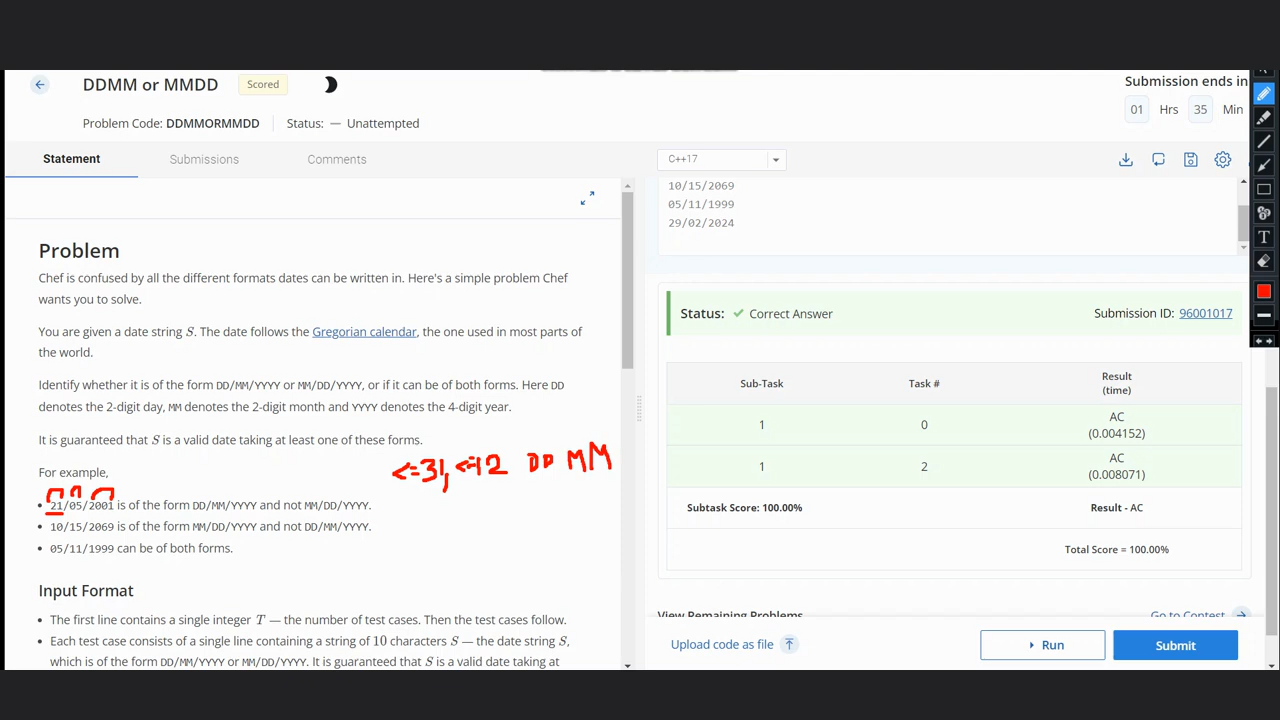 DDMM or MMDD
Scored
Submission ends in
Problem Code: DDMMORMMDD
Status: — Unattempted
01 Hrs 35 Min
Statement
Submissions
Comments
C++17
Problem
Chef is confused by all the different formats dates can be written in. Here's a simple problem Chef
wants you to solve.
You are given a date string S. The date follows the Gregorian calendar, the one used in most parts of
the world.
Identify whether it is of the form DD/MM/YYYY or MM/DD/YYYY, or if it can be of both forms. Here DD
denotes the 2-digit day, MM denotes the 2-digit month and YYYY denotes the 4-digit year.
It is guaranteed that S is a valid date taking at least one of these forms.
For example,
<=31, <=12 DD MM
• 21/05/2001 is of the form DD/MM/YYYY and not MM/DD/YYYY.
• 10/15/2069 is of the form MM/DD/YYYY and not DD/MM/YYYY.
• 05/11/1999 can be of both forms.
Input Format
• The first line contains a single integer T — the number of test cases. Then the test cases follow.
• Each test case consists of a single line containing a string of 10 characters S — the date string S,
which is of the form DD/MM/YYYY or MM/DD/YYYY. It is guaranteed that S is a valid date taking at
10/15/2069
05/11/1999
29/02/2024
Status: Correct Answer
Submission ID: 96001017
Sub-Task
Task #
Result
(time)
1
0
AC
(0.004152)
1
2
AC
(0.008071)
Subtask Score: 100.00%
Result - AC
Total Score = 100.00%
View Remaining Problems
Go to Contest
Upload code as file
Run
Submit
T